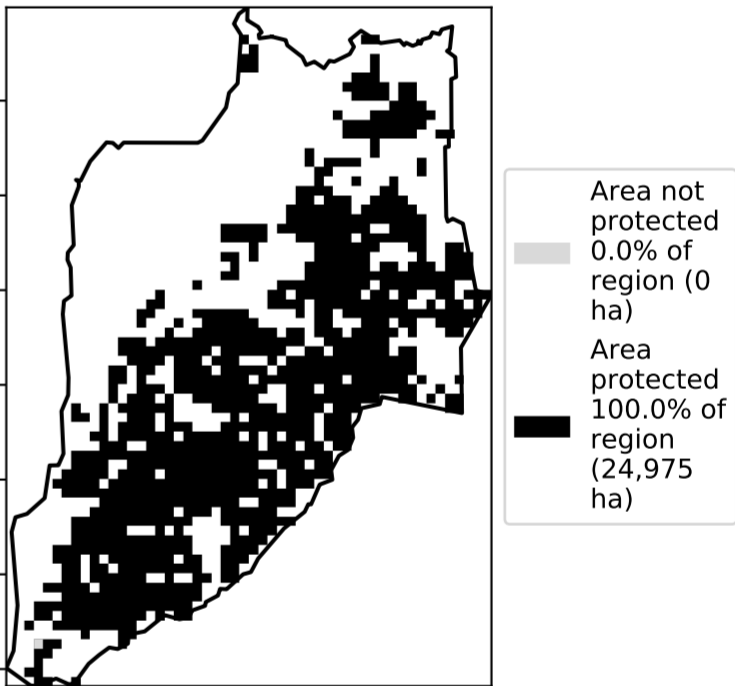 Area not
protected
0.0% of
region (0
ha)
Area
protected
100.0% of
region
(24,975
ha)